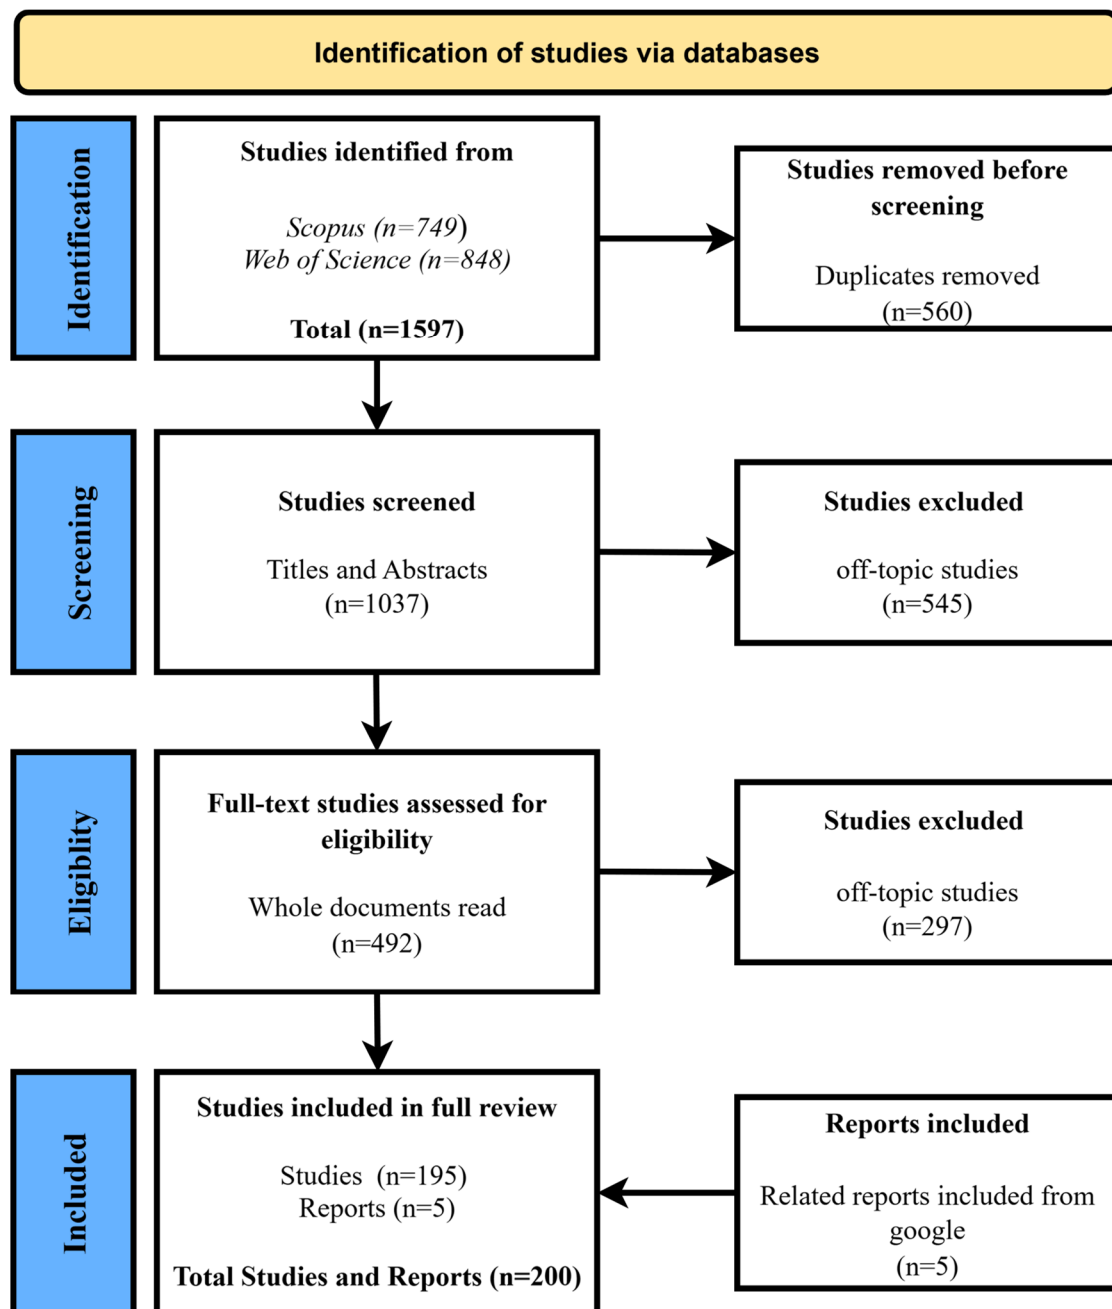 Identification of studies via databases
Identification
Studies identified from
Scopus (n=749)
Web of Science (n=848)
Total (n=1597)
Studies removed before
screening
Duplicates removed
(n=560)
Screening
Studies screened
Titles and Abstracts
(n=1037)
Studies excluded
off-topic studies
(n=545)
Eligiblity
Full-text studies assessed for
eligibility
Whole documents read
(n=492)
Studies excluded
off-topic studies
(n=297)
Included
Studies included in full review
Studies (n=195)
Reports (n=5)
Total Studies and Reports (n=200)
Reports included
Related reports included from
google
(n=5)